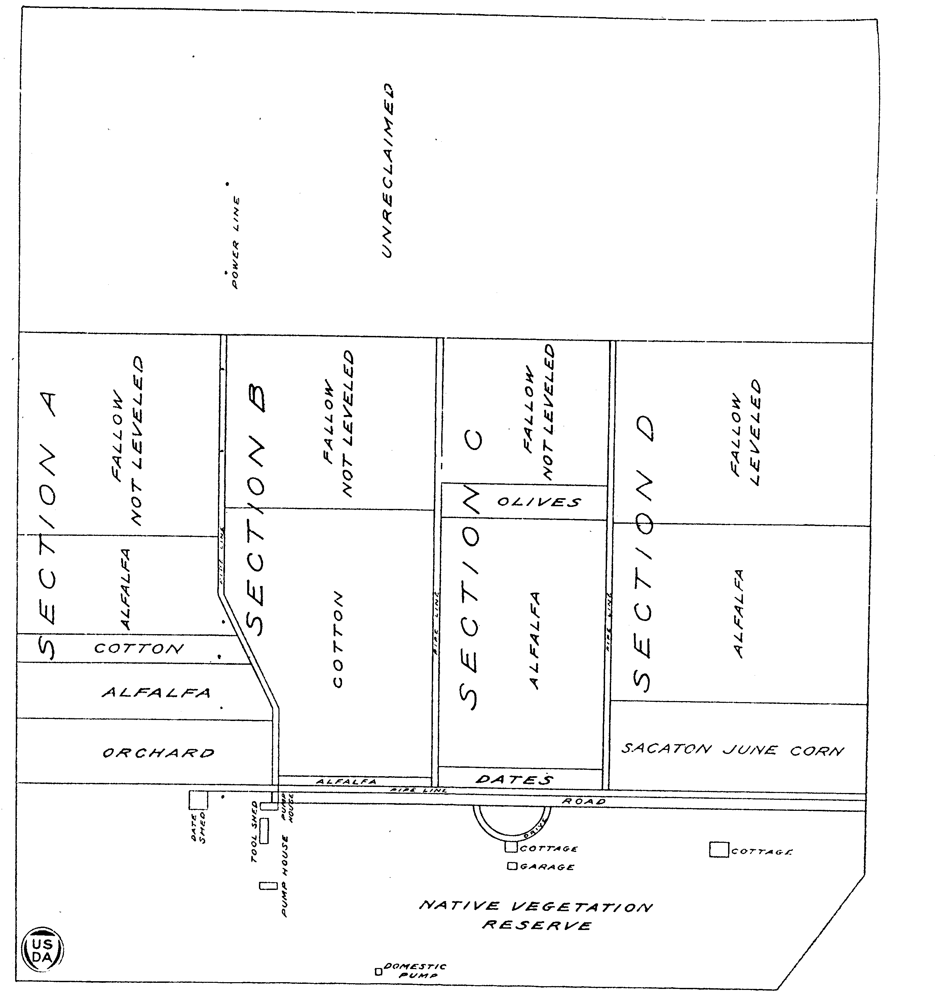 UNRECLAIMED
POWER LINE
SECTION A
FALLOW
NOT LEVELED
ALFALFA
COTTON
ALFALFA
ORCHARD
PIPE LINE
SECTION B
FALLOW
NOT LEVELED
COTTON
ALFALFA
PIPE LINE
SECTION C
FALLOW
NOT LEVELED
OLIVES
ALFALFA
DATES
PIPE LINE
SECTION D
FALLOW
LEVELED
ALFALFA
SACATON JUNE CORN
PIPE LINE
ROAD
DATE
SHED
TOOL SHED
PUMP
HOUSE
PUMP HOUSE
DRIVE
COTTAGE
GARAGE
COTTAGE
NATIVE VEGETATION
RESERVE
US
DA
DOMESTIC
PUMP